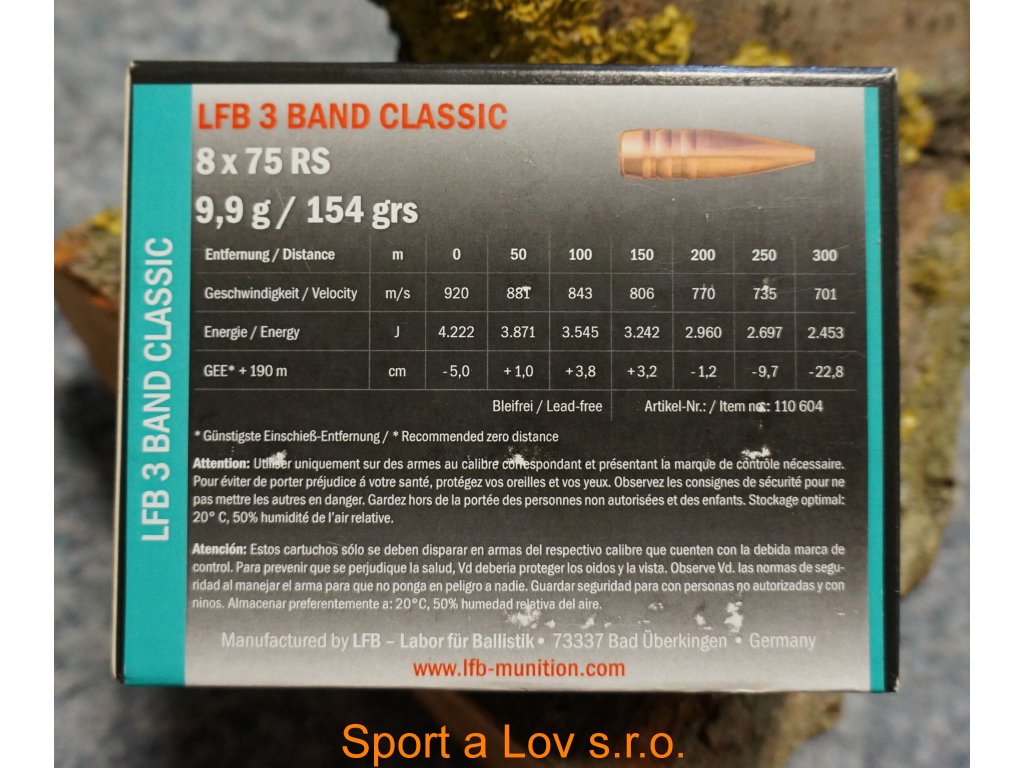 LFB 3 BAND CLASSIC
LFB 3 BAND CLASSIC
8 x 75 RS
9,9 g / 154 grs
Entfernung / Distance m 0 50 100 150 200 250 300
Geschwindigkeit / Velocity m/s 920 881 843 806 770 735 701
Energie / Energy J 4.222 3.871 3.545 3.242 2.960 2.697 2.453
GEE* + 190 m cm - 5,0 + 1,0 + 3,8 + 3,2 - 1,2 - 9,7 - 22,8
Bleifrei / Lead-free Artikel-Nr.: / Item no.: 110 604
* Günstigste Einschieß-Entfernung / * Recommended zero distance
Attention: Utiliser uniquement sur des armes au calibre correspondant et présentant la marque de contrôle nécessaire.
Pour éviter de porter préjudice á votre santé, protégez vos oreilles et vos yeux. Observez les consignes de sécurité pour ne
pas mettre les autres en danger. Gardez hors de la portée des personnes non autorisées et des enfants. Stockage optimal:
20° C, 50% humidité de l'air relative.
Atención: Estos cartuchos sólo se deben disparar en armas del respectivo calibre que cuenten con la debida marca de
control. Para prevenir que se perjudique la salud, Vd deberia proteger los oidos y la vista. Observe Vd. las normas de segu-
ridad al manejar el arma para que no ponga en peligro a nadie. Guardar seguridad para con personas no autorizadas y con
ninos. Almacenar preferentemente a: 20°C, 50% humedad relativa del aire.
Manufactured by LFB – Labor für Ballistik • 73337 Bad Überkingen • Germany
www.lfb-munition.com
Sport a Lov s.r.o.